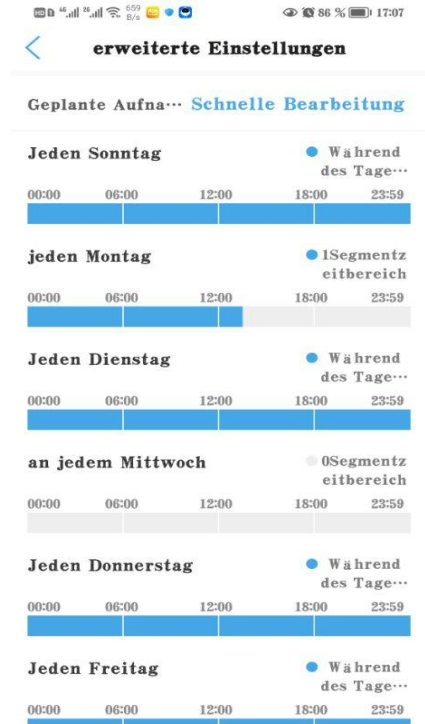 46 26 659 B/s 86 % 17:07
erweiterte Einstellungen
Geplante Aufna··· Schnelle Bearbeitung
Jeden Sonntag
Während
des Tage···
00:00 06:00 12:00 18:00 23:59
jeden Montag
1Segmentz
eitbereich
00:00 06:00 12:00 18:00 23:59
Jeden Dienstag
Während
des Tage···
00:00 06:00 12:00 18:00 23:59
an jedem Mittwoch
0Segmentz
eitbereich
00:00 06:00 12:00 18:00 23:59
Jeden Donnerstag
Während
des Tage···
00:00 06:00 12:00 18:00 23:59
Jeden Freitag
Während
des Tage···
00:00 06:00 12:00 18:00 23:59